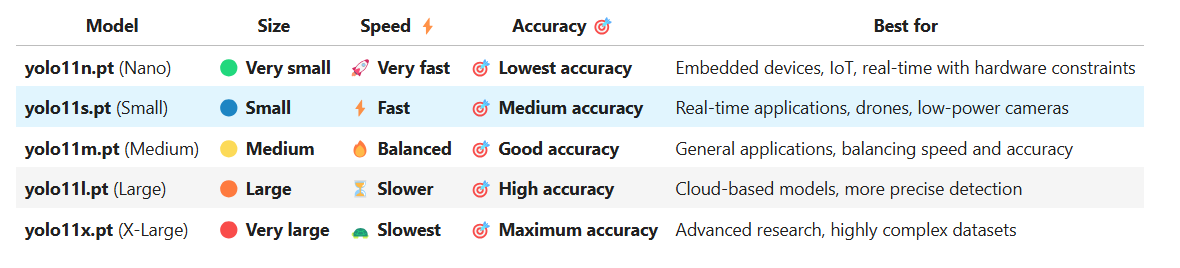 Model Size Speed ⚡ Accuracy 🎯 Best for
yolo11n.pt (Nano) 🟢 Very small 🚀 Very fast 🎯 Lowest accuracy Embedded devices, IoT, real-time with hardware constraints
yolo11s.pt (Small) 🔵 Small ⚡ Fast 🎯 Medium accuracy Real-time applications, drones, low-power cameras
yolo11m.pt (Medium) 🟡 Medium 🔥 Balanced 🎯 Good accuracy General applications, balancing speed and accuracy
yolo11l.pt (Large) 🟠 Large ⏳ Slower 🎯 High accuracy Cloud-based models, more precise detection
yolo11x.pt (X-Large) 🔴 Very large 🐢 Slowest 🎯 Maximum accuracy Advanced research, highly complex datasets